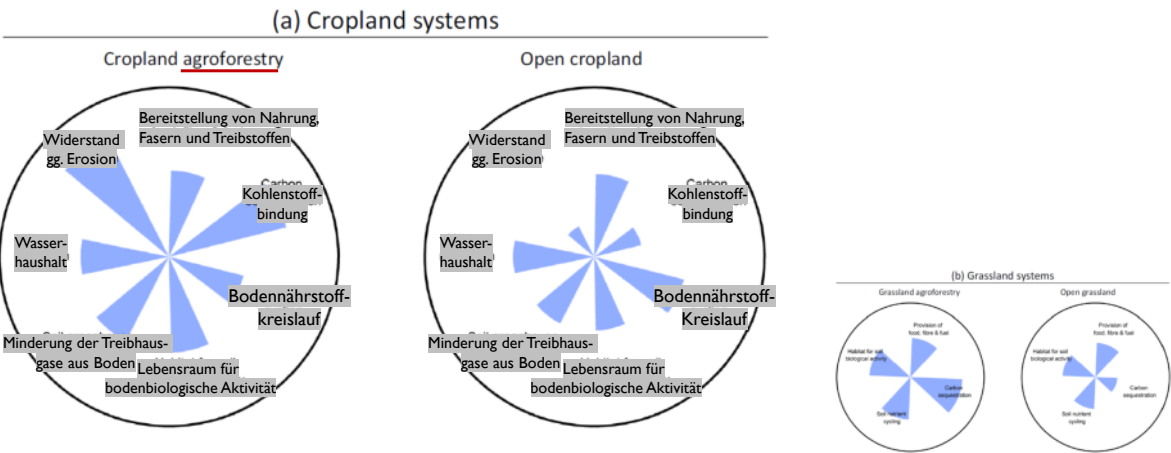 (a) Cropland systems
Cropland agroforestry
Open cropland
Bereitstellung von Nahrung,
Fasern und Treibstoffen
Widerstand
gg. Erosion
Carbon
Kohlenstoff-
bindung
Wasser-
haushalt
Bodennährstoff-
kreislauf
Minderung der Treibhaus-
gase aus Boden
Lebensraum für
bodenbiologische Aktivität
Bereitstellung von Nahrung,
Fasern und Treibstoffen
Widerstand
gg. Erosion
Carbon
Kohlenstoff-
bindung
Wasser-
haushalt
Bodennährstoff-
Kreislauf
Minderung der Treibhaus-
gase aus Boden
Lebensraum für
bodenbiologische Aktivität
(b) Grassland systems
Grassland agroforestry
Open grassland
Provision of
food, fibre & fuel
Habitat for soil
biological activity
Carbon
sequestration
Soil nutrient
cycling
Provision of
food, fibre & fuel
Habitat for soil
biological activity
Carbon
sequestration
Soil nutrient
cycling